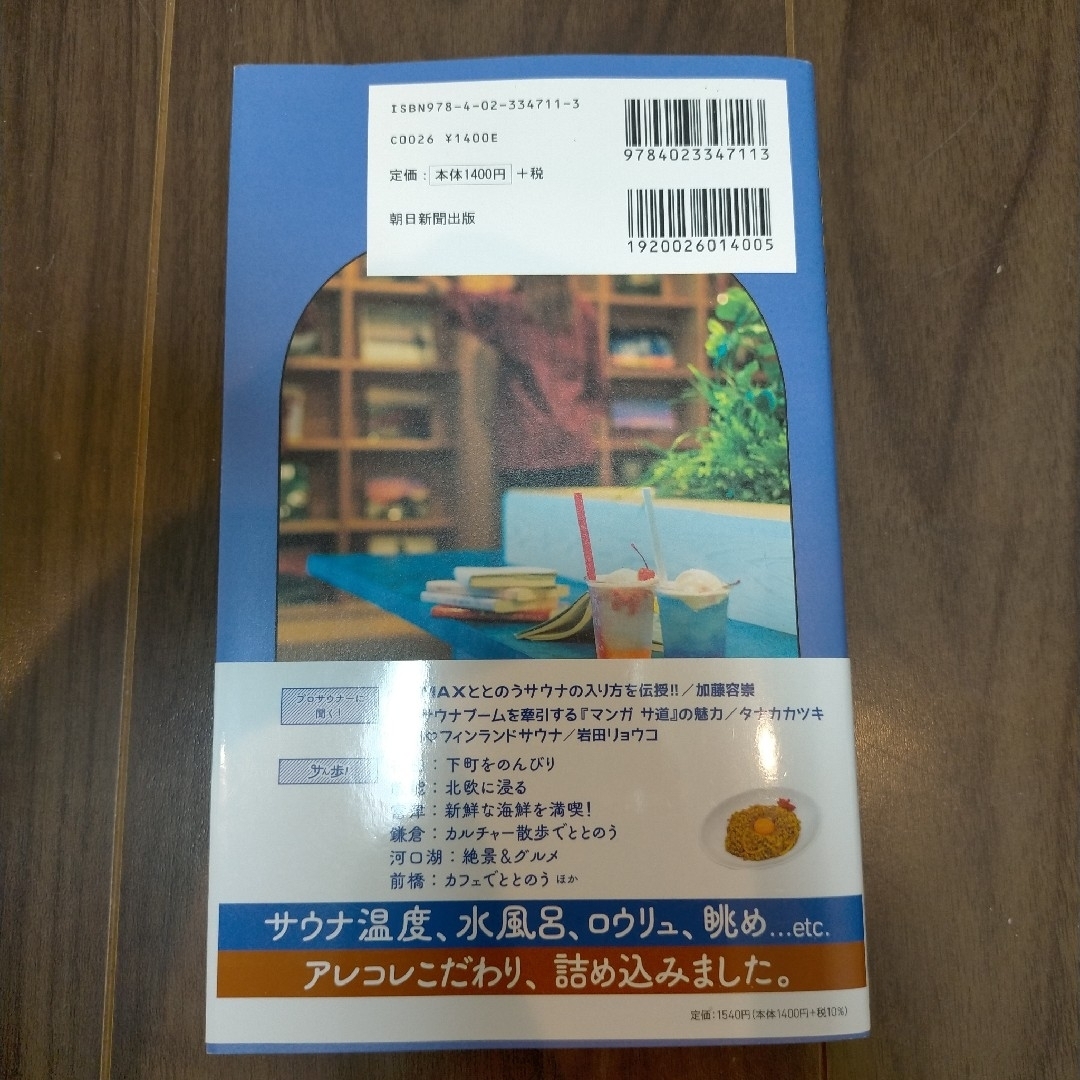 ISBN978-4-02-334711-3
C0026 ¥1400E
定価：本体1400円＋税
朝日新聞出版
9784023347113
1920026014005
プロサウナーに
聞く！
MAXととのうサウナの入り方を伝授!!／加藤容崇
サウナブームを牽引する『マンガ サ道』の魅力／タナカカツキ
フィンランドサウナ／岩田リョウコ
サん歩！
：下町をのんびり
：北欧に浸る
：新鮮な海鮮を満喫！
鎌倉：カルチャー散歩でととのう
河口湖：絶景＆グルメ
前橋：カフェでととのう ほか
サウナ温度、水風呂、ロウリュ、眺め...etc.
アレコレこだわり、詰め込みました。
定価：1540円（本体1400円＋税10％）